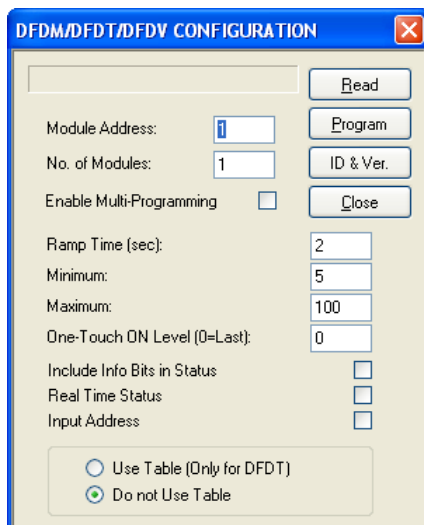 DFDM/DFDT/DFDV CONFIGURATION
Read
Module Address: 1
Program
No. of Modules: 1
ID & Ver.
Enable Multi-Programming
Close
Ramp Time (sec): 2
Minimum: 5
Maximum: 100
One-Touch ON Level (0=Last): 0
Include Info Bits in Status
Real Time Status
Input Address
Use Table (Only for DFDT)
Do not Use Table